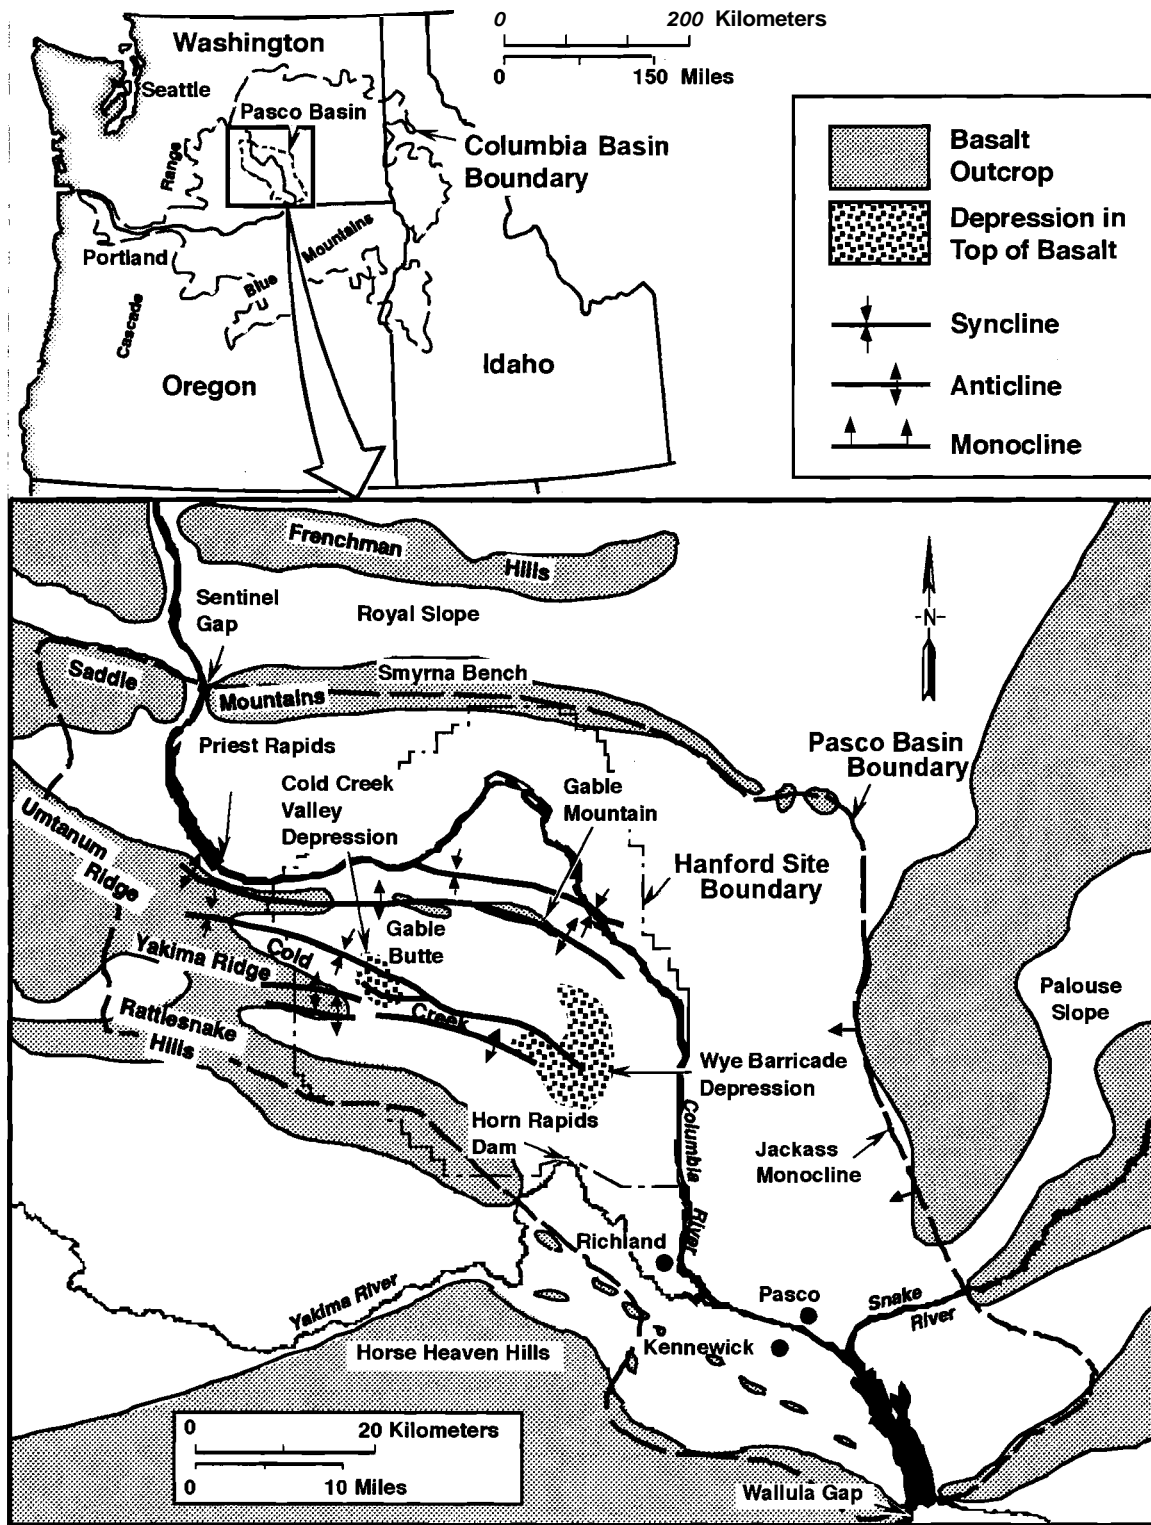 0 200 Kilometers
0 150 Miles
Washington
Seattle
Pasco Basin
Range
Columbia Basin
Boundary
Portland
Mountains
Blue
Cascade
Oregon
Idaho
Basalt
Outcrop
Depression in
Top of Basalt
Syncline
Anticline
Monocline
Frenchman
Hills
Sentinel
Gap
Royal Slope
-N-
Saddle
Mountains
Smyrna Bench
Priest Rapids
Pasco Basin
Boundary
Cold Creek
Valley
Depression
Gable
Mountain
Umtanum
Ridge
Hanford Site
Boundary
Gable
Butte
Cold
Creek
Yakima Ridge
Rattlesnake
Hills
Palouse
Slope
Wye Barricade
Depression
Horn Rapids
Dam
Columbia
River
Jackass
Monocline
Richland
Yakima River
Pasco
Snake
River
Kennewick
Horse Heaven Hills
0 20 Kilometers
0 10 Miles
Wallula Gap